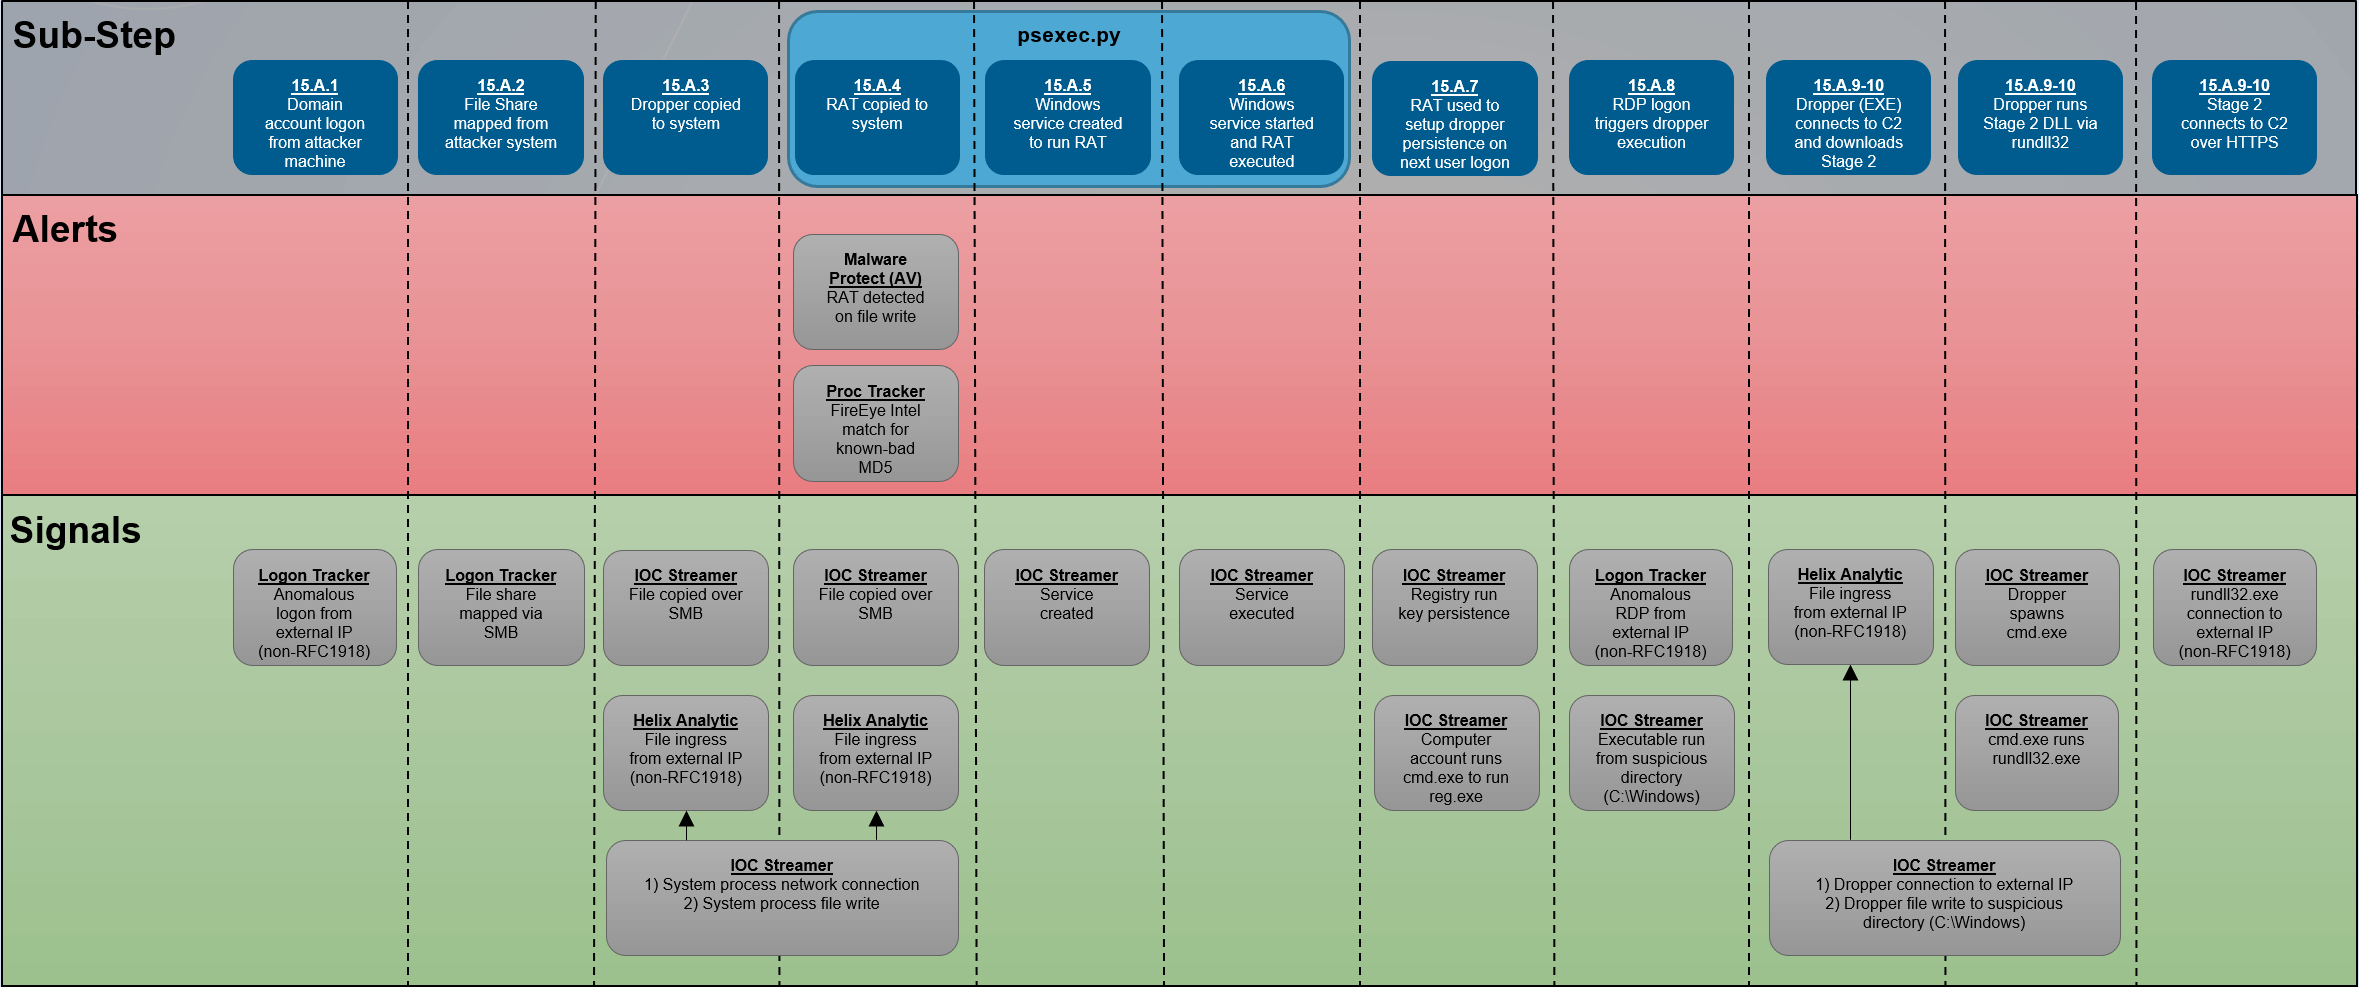 Sub-Step
psexec.py
15.A.1
Domain
account logon
from attacker
machine
15.A.2
File Share
mapped from
attacker system
15.A.3
Dropper copied
to system
15.A.4
RAT copied to
system
15.A.5
Windows
service created
to run RAT
15.A.6
Windows
service started
and RAT
executed
15.A.7
RAT used to
setup dropper
persistence on
next user logon
15.A.8
RDP logon
triggers dropper
execution
15.A.9-10
Dropper (EXE)
connects to C2
and downloads
Stage 2
15.A.9-10
Dropper runs
Stage 2 DLL via
rundll32
15.A.9-10
Stage 2
connects to C2
over HTTPS
Alerts
Malware
Protect (AV)
RAT detected
on file write
Proc Tracker
FireEye Intel
match for
known-bad
MD5
Signals
Logon Tracker
Anomalous
logon from
external IP
(non-RFC1918)
Logon Tracker
File share
mapped via
SMB
IOC Streamer
File copied over
SMB
IOC Streamer
File copied over
SMB
IOC Streamer
Service
created
IOC Streamer
Service
executed
IOC Streamer
Registry run
key persistence
Logon Tracker
Anomalous
RDP from
external IP
(non-RFC1918)
Helix Analytic
File ingress
from external IP
(non-RFC1918)
IOC Streamer
Dropper
spawns
cmd.exe
IOC Streamer
rundll32.exe
connection to
external IP
(non-RFC1918)
Helix Analytic
File ingress
from external IP
(non-RFC1918)
Helix Analytic
File ingress
from external IP
(non-RFC1918)
IOC Streamer
Computer
account runs
cmd.exe to run
reg.exe
IOC Streamer
Executable run
from suspicious
directory
(C:\Windows)
IOC Streamer
cmd.exe runs
rundll32.exe
IOC Streamer
1) System process network connection
2) System process file write
IOC Streamer
1) Dropper connection to external IP
2) Dropper file write to suspicious
directory (C:\Windows)